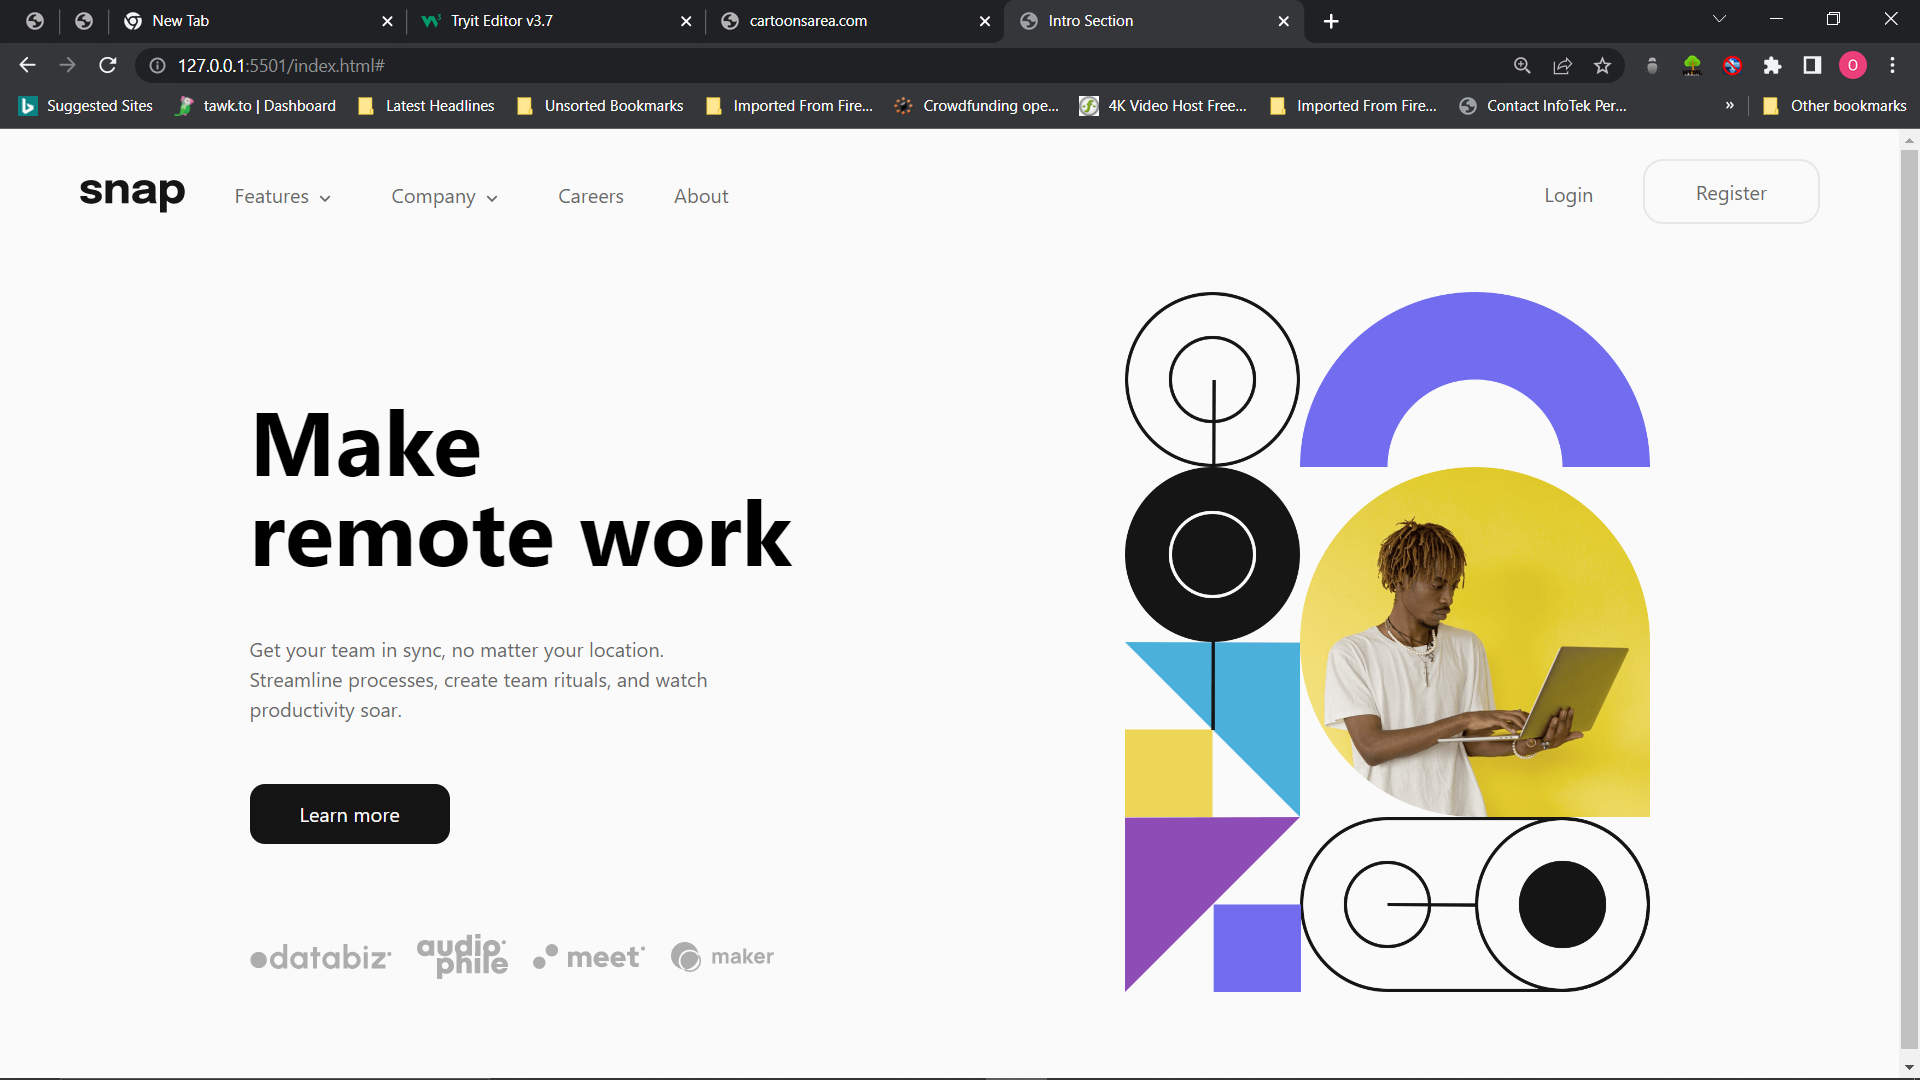 New Tab
Tryit Editor v3.7
cartoonsarea.com
Intro Section
127.0.0.1:5501/index.html#
O
Suggested Sites
tawk.to | Dashboard
Latest Headlines
Unsorted Bookmarks
Imported From Fire...
Crowdfunding ope...
4K Video Host Free...
Imported From Fire...
Contact InfoTek Per...
»
Other bookmarks
snap
Features
Company
Careers
About
Login
Register
Make
remote work
Get your team in sync, no matter your location.
Streamline processes, create team rituals, and watch
productivity soar.
Learn more
databiz
audio
phile
meet
maker